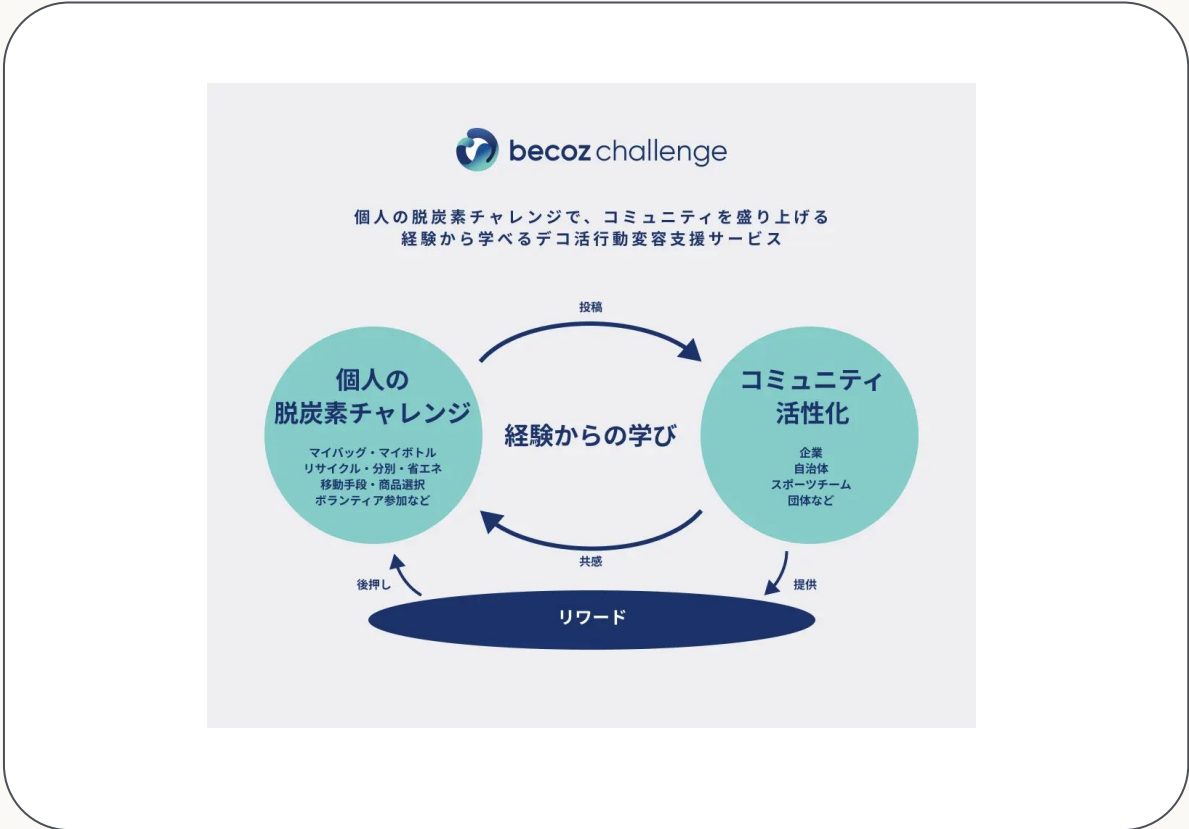 becoz challenge
個人の脱炭素チャレンジで、コミュニティを盛り上げる
経験から学べるデコ活行動変容支援サービス
投稿
個人の
脱炭素チャレンジ
マイバッグ・マイボトル
リサイクル・分別・省エネ
移動手段・商品選択
ボランティア参加など
経験からの学び
コミュニティ
活性化
企業
自治体
スポーツチーム
団体など
共感
後押し
提供
リワード